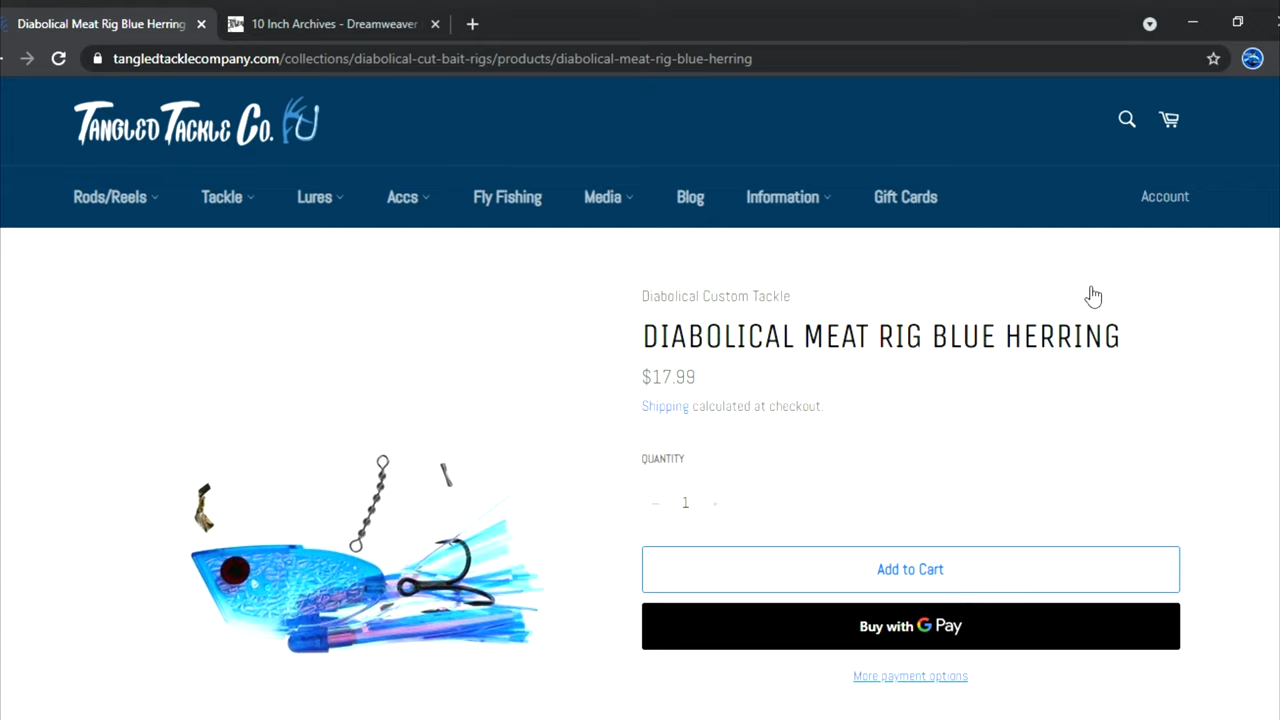 Diabolical Meat Rig Blue Herring
10 Inch Archives - Dreamweaver
tangledtacklecompany.com/collections/diabolical-cut-bait-rigs/products/diabolical-meat-rig-blue-herring
TANGLED TACKLE CO.
Rods/Reels Tackle Lures Accs Fly Fishing Media Blog Information Gift Cards Account
Diabolical Custom Tackle
DIABOLICAL MEAT RIG BLUE HERRING
$17.99
Shipping calculated at checkout.
QUANTITY
− 1 +
Add to Cart
Buy with G Pay
More payment options